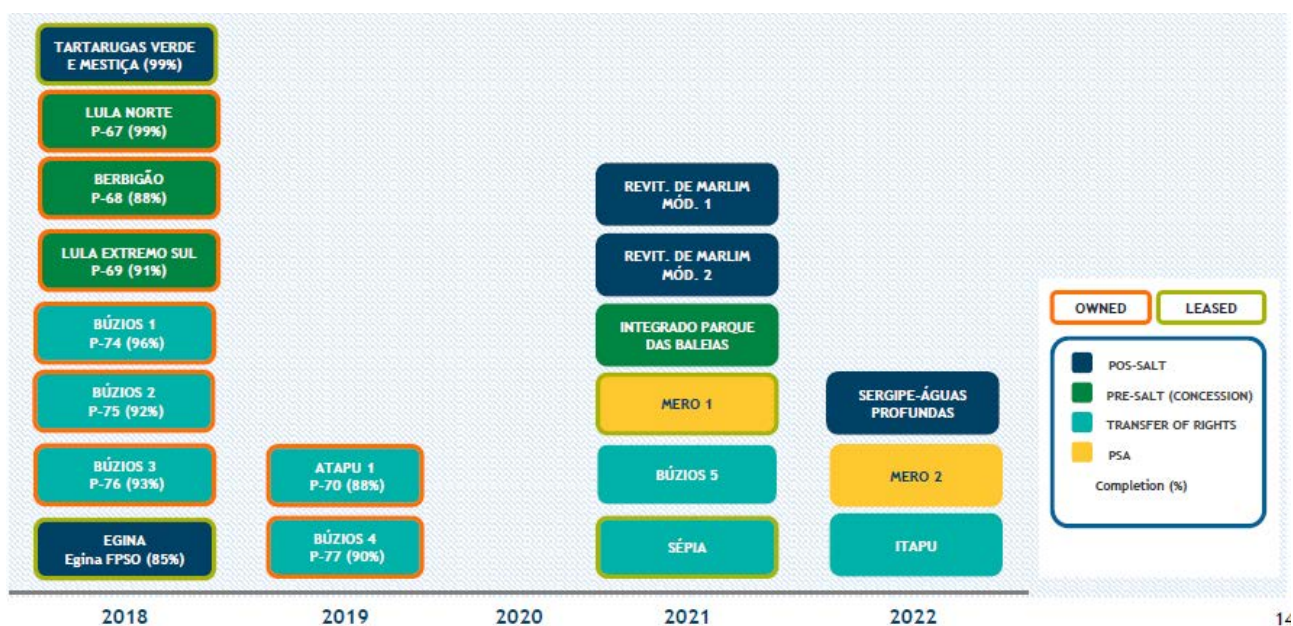 TARTARUGAS VERDE
E MESTIÇA (99%)
LULA NORTE
P-67 (99%)
BERBIGÃO
P-68 (88%)
LULA EXTREMO SUL
P-69 (91%)
BÚZIOS 1
P-74 (96%)
BÚZIOS 2
P-75 (92%)
BÚZIOS 3
P-76 (93%)
EGINA
Egina FPSO (85%)
2018
ATAPU 1
P-70 (88%)
BÚZIOS 4
P-77 (90%)
2019
2020
REVIT. DE MARLIM
MÓD. 1
REVIT. DE MARLIM
MÓD. 2
INTEGRADO PARQUE
DAS BALEIAS
MERO 1
BÚZIOS 5
SÉPIA
2021
SERGIPE-ÁGUAS
PROFUNDAS
MERO 2
ITAPU
2022
OWNED
LEASED
POS-SALT
PRE-SALT (CONCESSION)
TRANSFER OF RIGHTS
PSA
Completion (%)
14